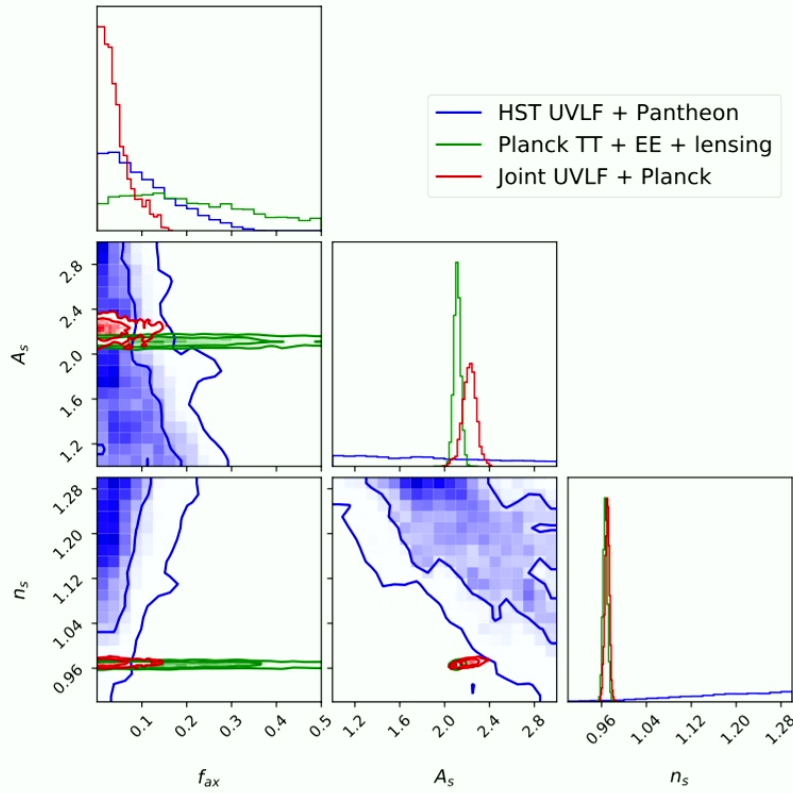 HST UVLF + Pantheon
Planck TT + EE + lensing
Joint UVLF + Planck
2.8
2.4
2.0
1.6
1.2
A_s
1.28
1.20
1.12
1.04
0.96
n_s
0.1 0.2 0.3 0.4 0.5
1.2 1.6 2.0 2.4 2.8
0.96 1.04 1.12 1.20 1.28
f_ax A_s n_s